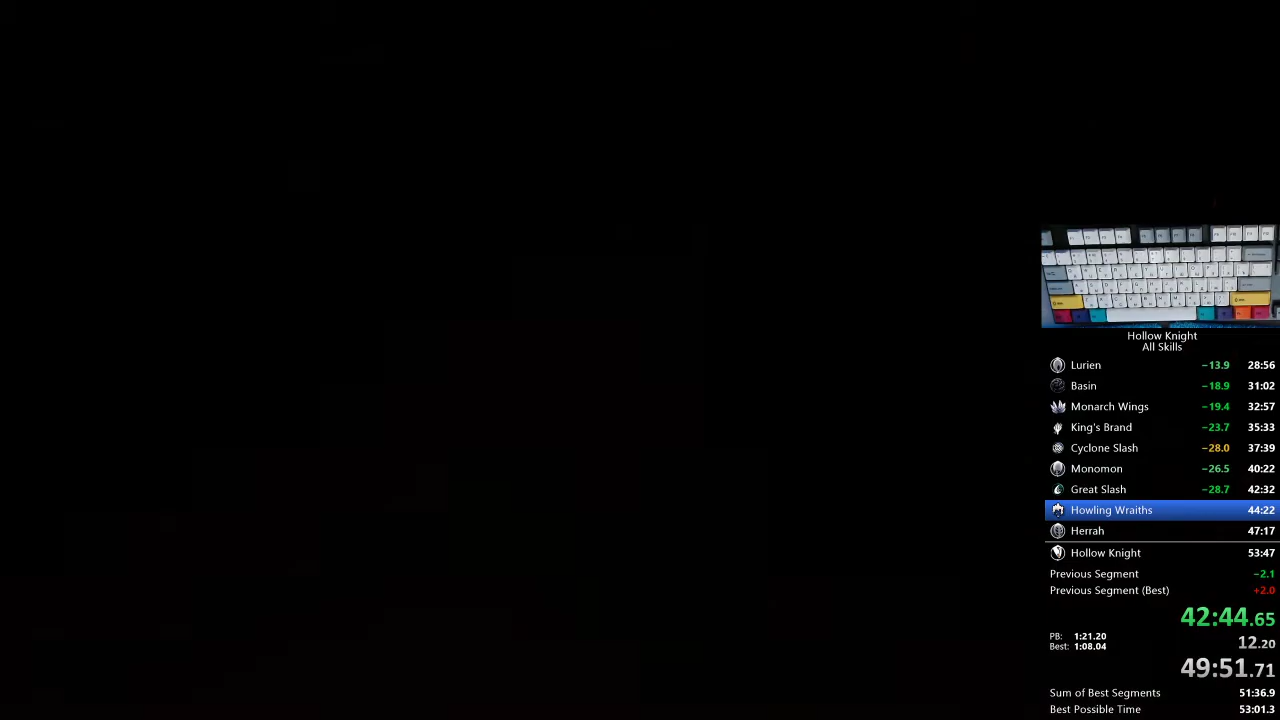 Hollow Knight
All Skills
Lurien −13.9 28:56
Basin −18.9 31:02
Monarch Wings −19.4 32:57
King's Brand −23.7 35:33
Cyclone Slash −28.0 37:39
Monomon −26.5 40:22
Great Slash −28.7 42:32
Howling Wraiths 44:22
Herrah 47:17
Hollow Knight 53:47
Previous Segment −2.1
Previous Segment (Best) +2.0
42:44.65
PB: 1:21.20 12.20
Best: 1:08.04
49:51.71
Sum of Best Segments 51:36.9
Best Possible Time 53:01.3